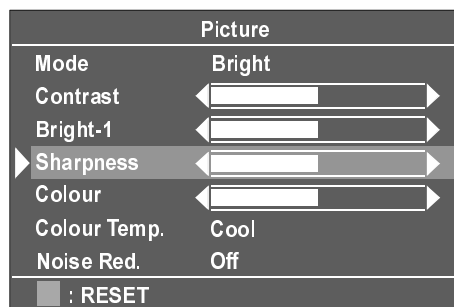 Picture
Mode Bright
Contrast
Bright-1
Sharpness
Colour
Colour Temp. Cool
Noise Red. Off
: RESET